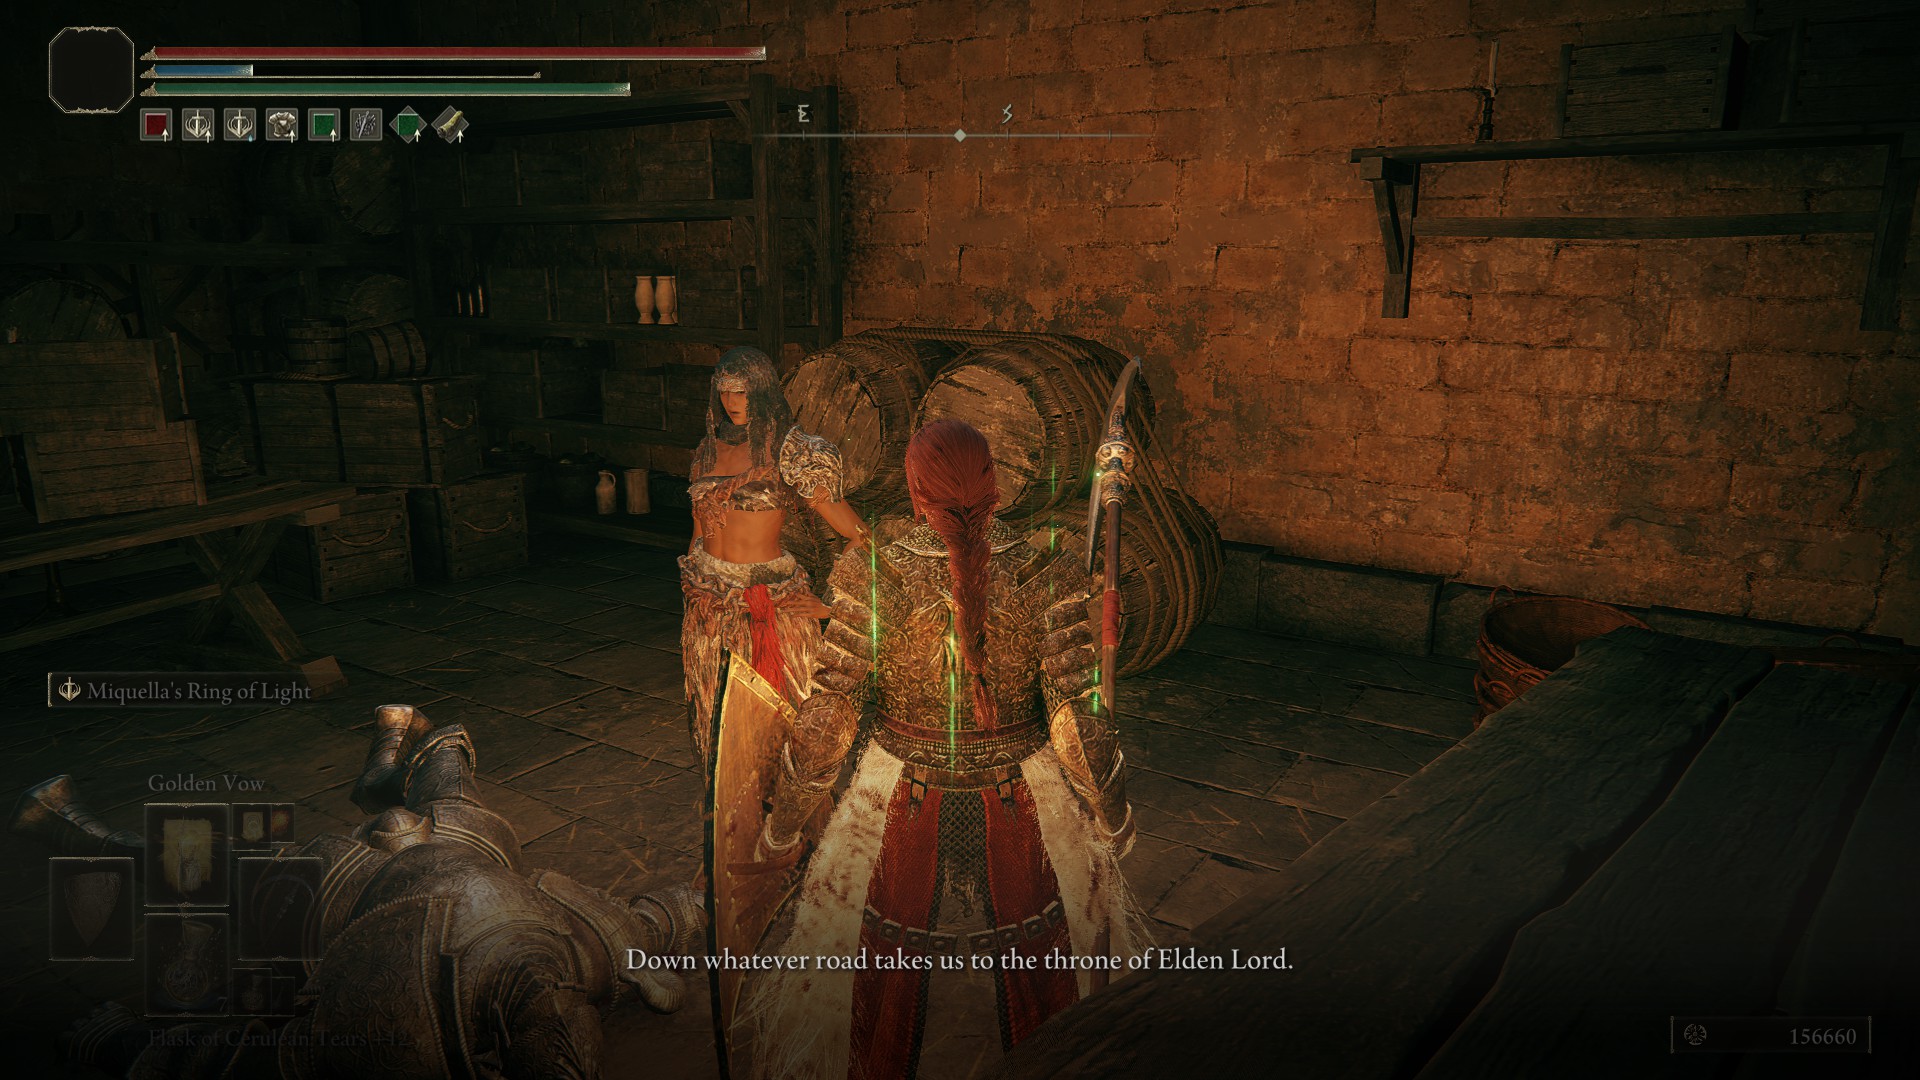 E S
Miquella's Ring of Light
Golden Vow
7
Down whatever road takes us to the throne of Elden Lord.
Flask of Cerulean Tears +12
156660